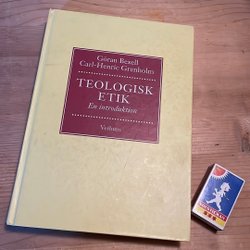 Göran Bexell
Carl-Henric Grenholm
TEOLOGISK
ETIK
En introduktion
Verbum